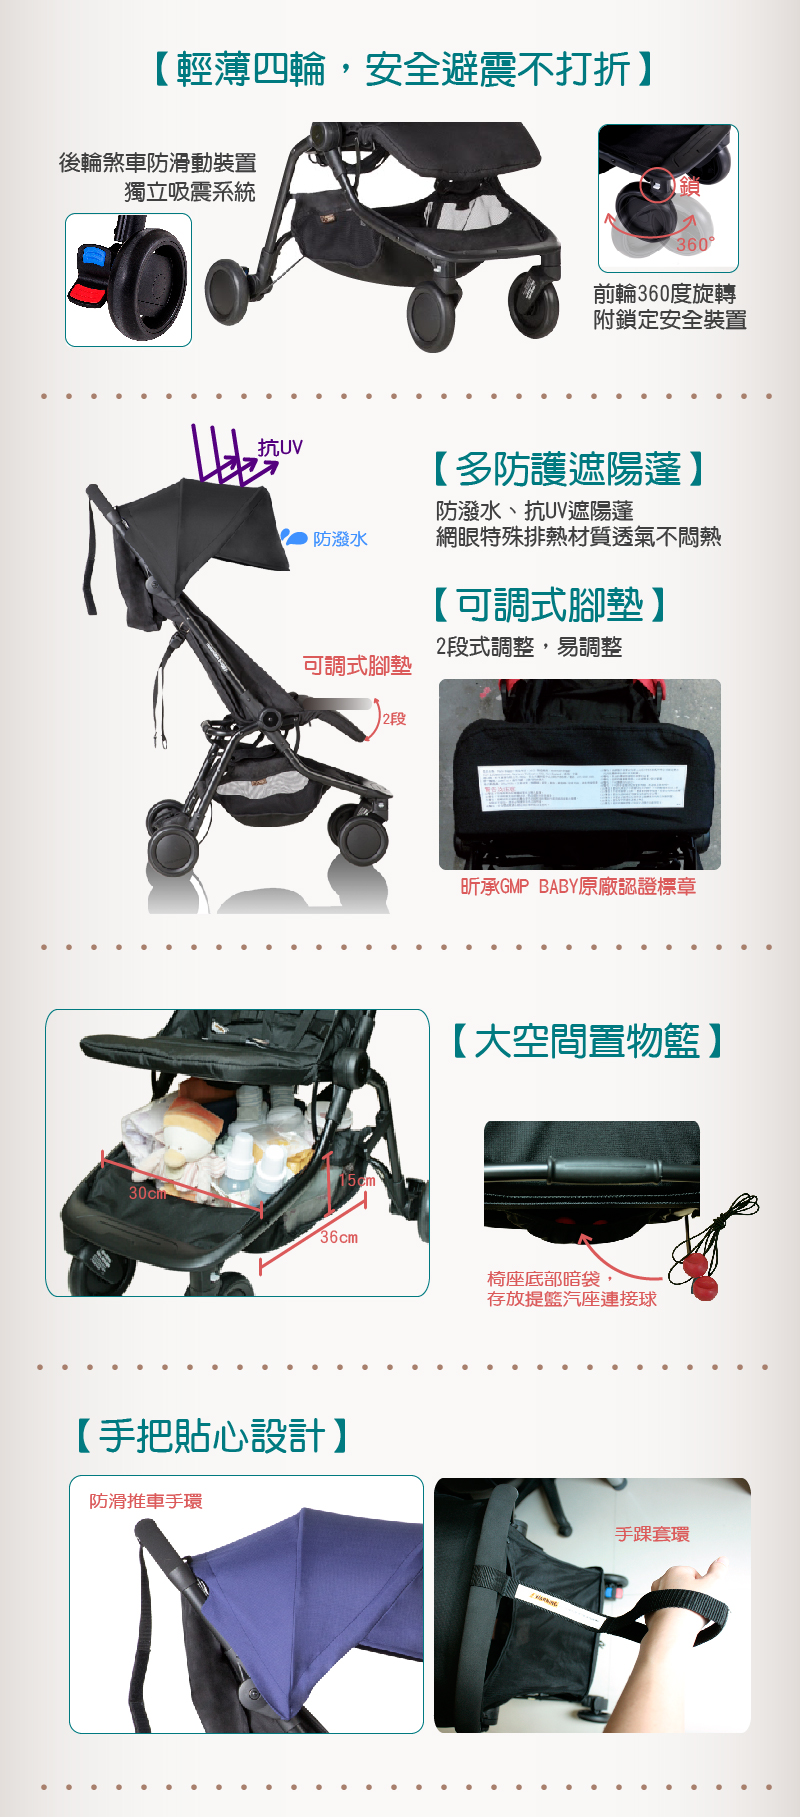 【輕薄四輪，安全避震不打折】
後輪煞車防滑動裝置
獨立吸震系統
鎖
360°
前輪360度旋轉
附鎖定安全裝置
抗UV
防潑水
【多防護遮陽蓬】
防潑水、抗UV遮陽蓬
網眼特殊排熱材質透氣不悶熱
【可調式腳墊】
2段式調整，易調整
可調式腳墊
2段
昕承GMP BABY原廠認證標章
【大空間置物籃】
30cm
15cm
36cm
椅座底部暗袋，
存放提籃汽座連接球
【手把貼心設計】
防滑推車手環
手踝套環
WARNING